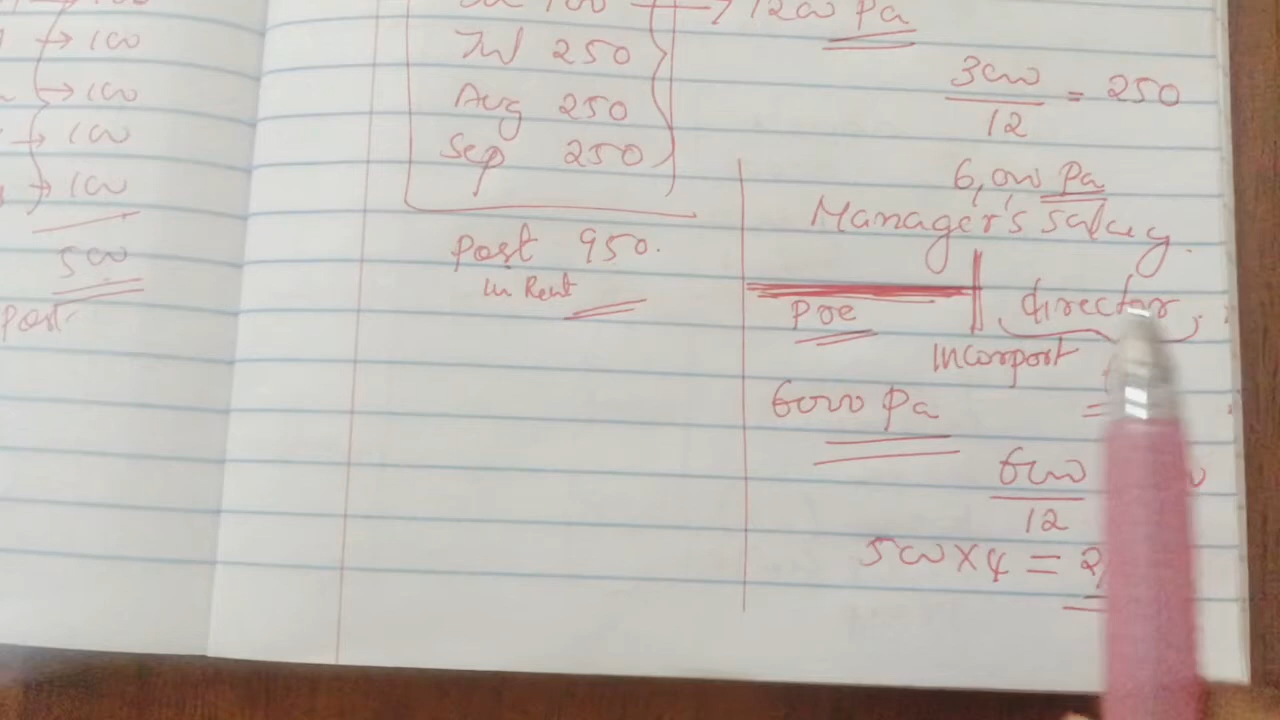 → 100
→ 100
→ 100
→ 100
500
Post
100 → 1200 Pa
Jul 250
Aug 250
Sep 250
Post 950.
in Rent
3000
12
= 250
6,000 Pa
Manager's Salary.
Pre
director.
Incorport
6000 Pa
=
6000
12
500 x 4 = 2,